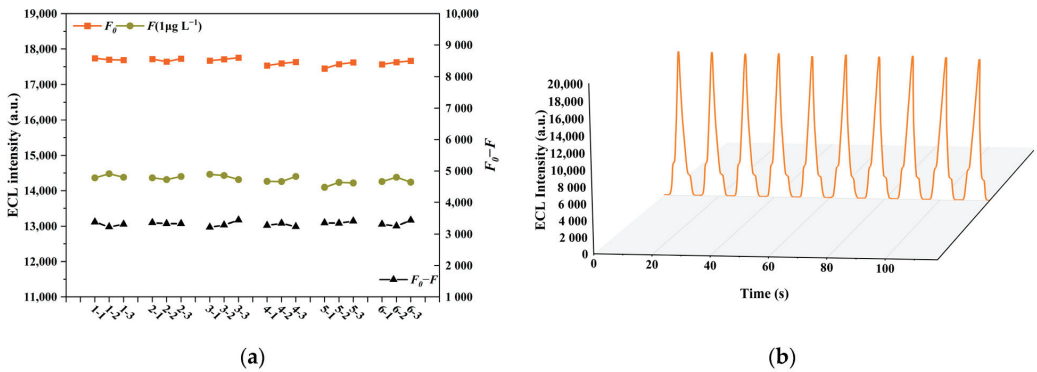 (a)
19,000
18,000
17,000
16,000
15,000
14,000
13,000
12,000
11,000
ECL intensity (a.u.)
F0 F(1μg L−1)
F0−F
10,000
9 000
8 000
7 000
6 000
5 000
4 000
3 000
2 000
1 000
F0−F
1-1 1-2 1-3 2-1 2-2 2-3 3-1 3-2 3-3 4-1 4-2 4-3 5-1 5-2 5-3 6-1 6-2 6-3
(a)
(b)
20,000
18,000
16,000
14,000
12,000
10,000
8 000
6 000
4 000
2 000
0
ECL Intensity (a.u.)
0 20 40 60 80 100
Time (s)
(b)